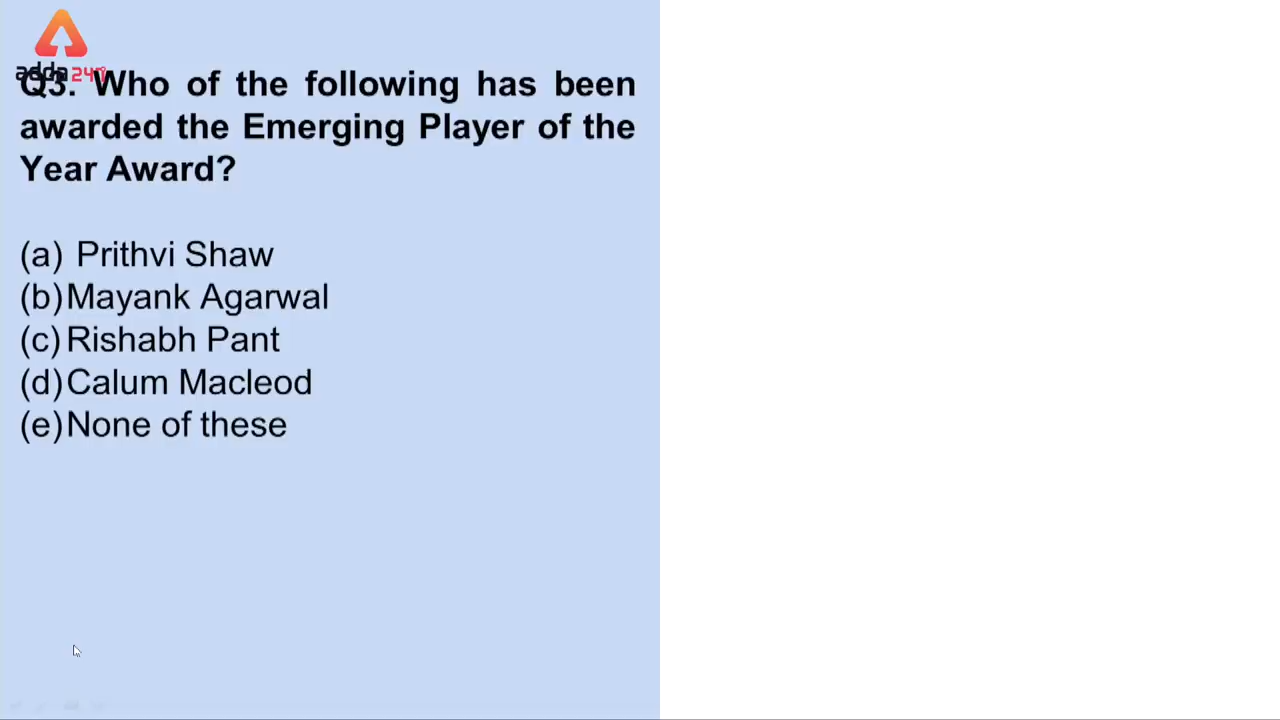 adda247
Q3. Who of the following has been
awarded the Emerging Player of the
Year Award?
(a) Prithvi Shaw
(b) Mayank Agarwal
(c) Rishabh Pant
(d) Calum Macleod
(e) None of these